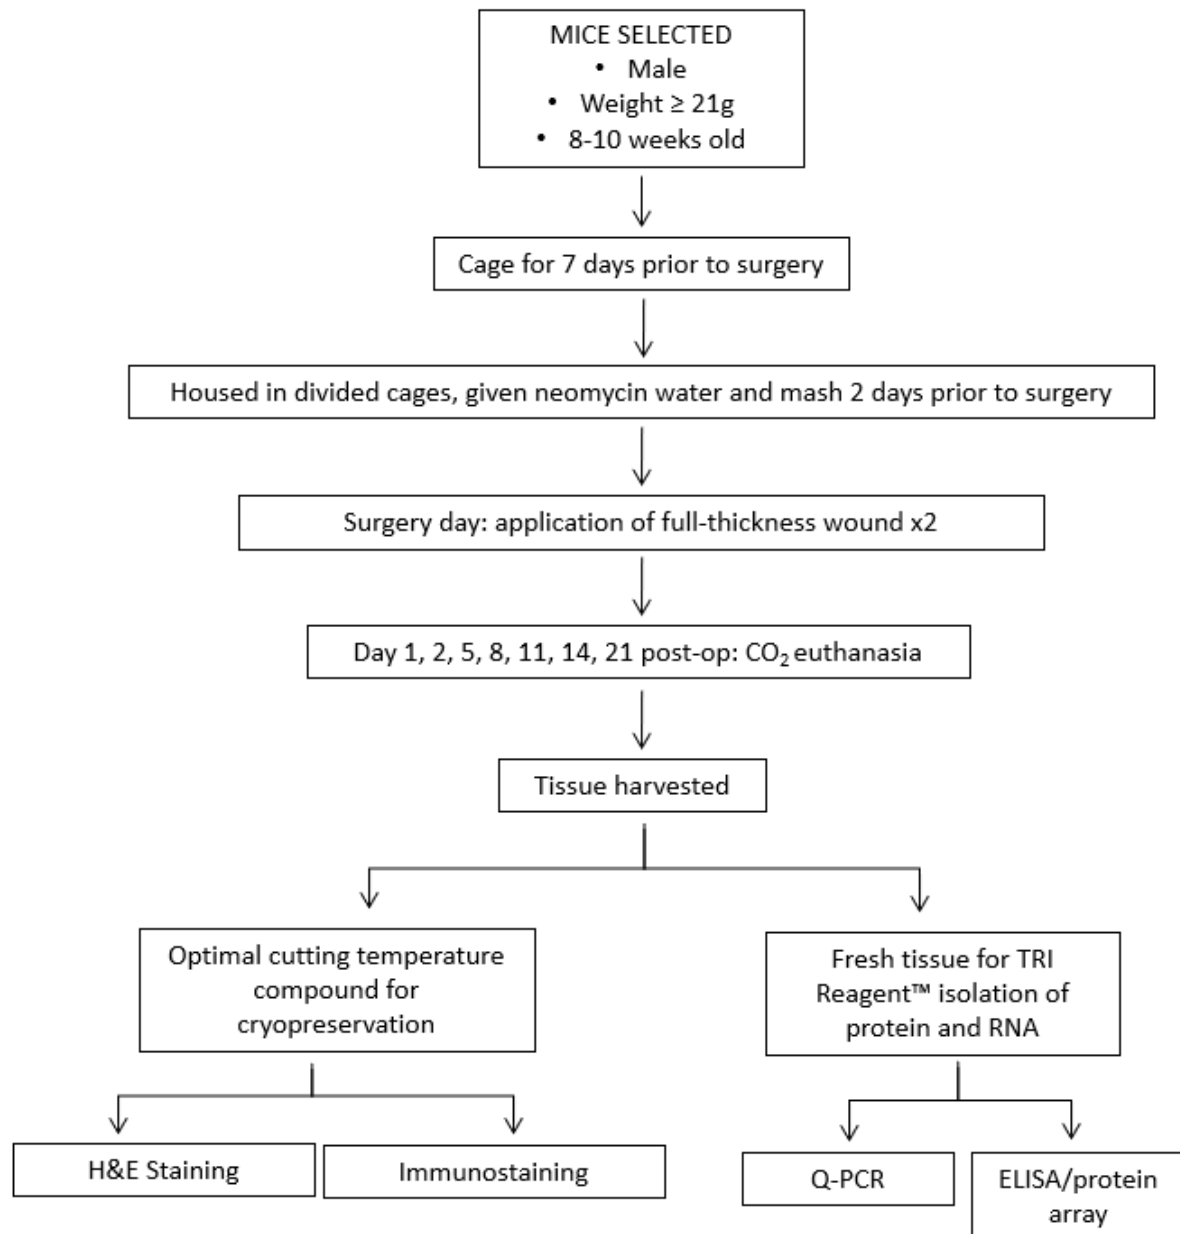 MICE SELECTED
• Male
• Weight ≥ 21g
• 8-10 weeks old
Cage for 7 days prior to surgery
Housed in divided cages, given neomycin water and mash 2 days prior to surgery
Surgery day: application of full-thickness wound x2
Day 1, 2, 5, 8, 11, 14, 21 post-op: CO₂ euthanasia
Tissue harvested
Optimal cutting temperature
compound for
cryopreservation
Fresh tissue for TRI
Reagent™ isolation of
protein and RNA
H&E Staining
Immunostaining
Q-PCR
ELISA/protein
array